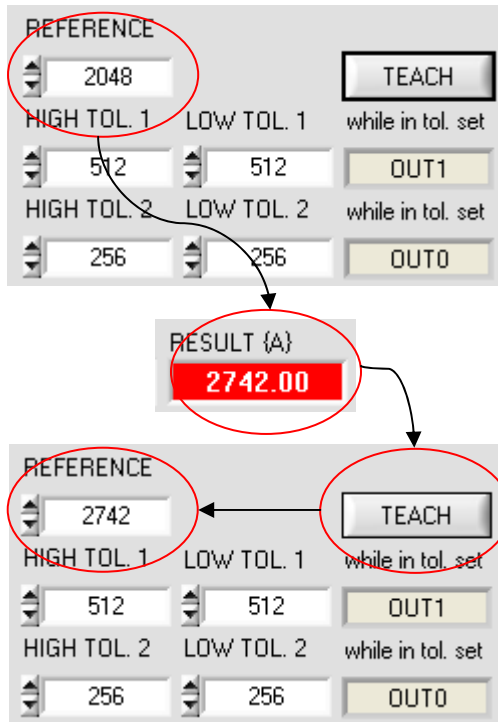 REFERENCE
2048 TEACH
HIGH TOL. 1 LOW TOL. 1 while in tol. set
512 512 OUT1
HIGH TOL. 2 LOW TOL. 2 while in tol. set
256 256 OUT0
RESULT {A}
2742.00
REFERENCE
2742 TEACH
HIGH TOL. 1 LOW TOL. 1 while in tol. set
512 512 OUT1
HIGH TOL. 2 LOW TOL. 2 while in tol. set
256 256 OUT0